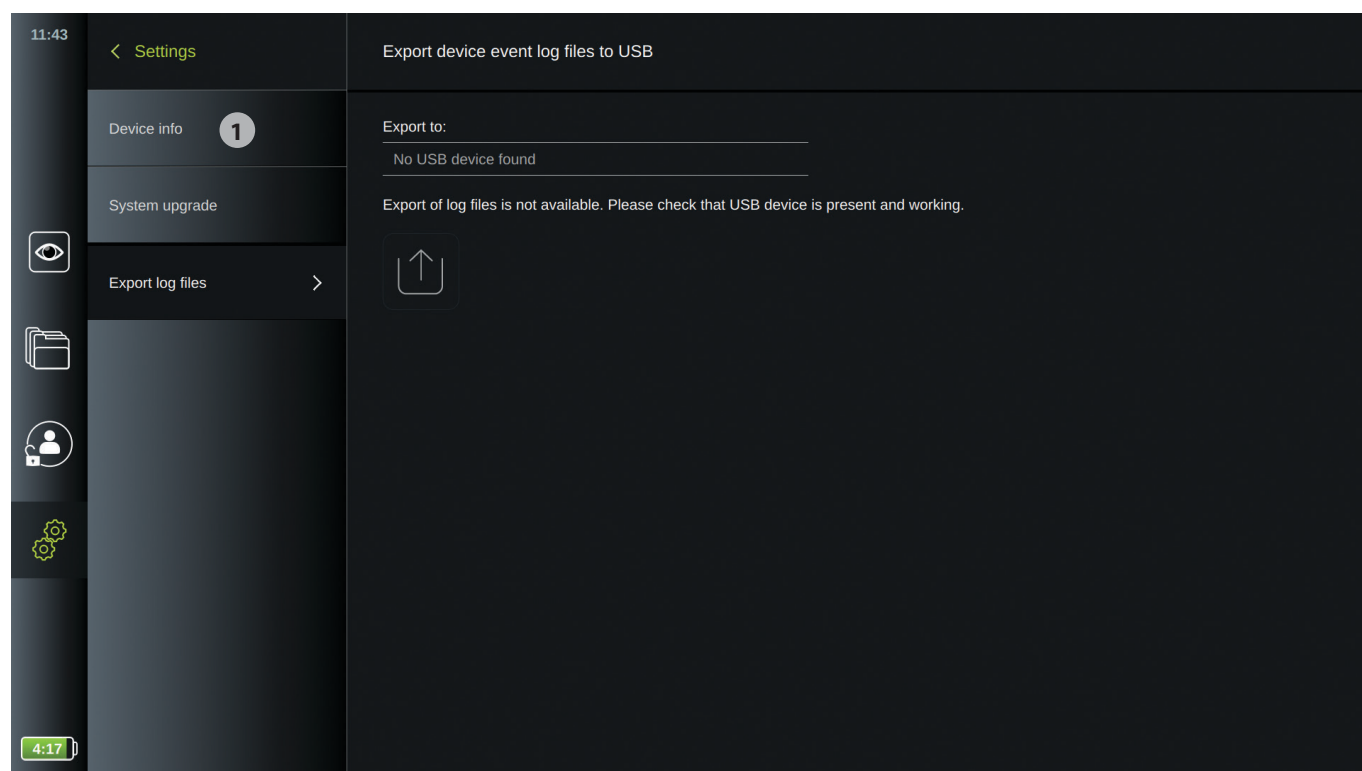 11:43
Settings
Export device event log files to USB
Device info
1
Export to:
No USB device found
System upgrade
Export of log files is not available. Please check that USB device is present and working.
Export log files
4:17